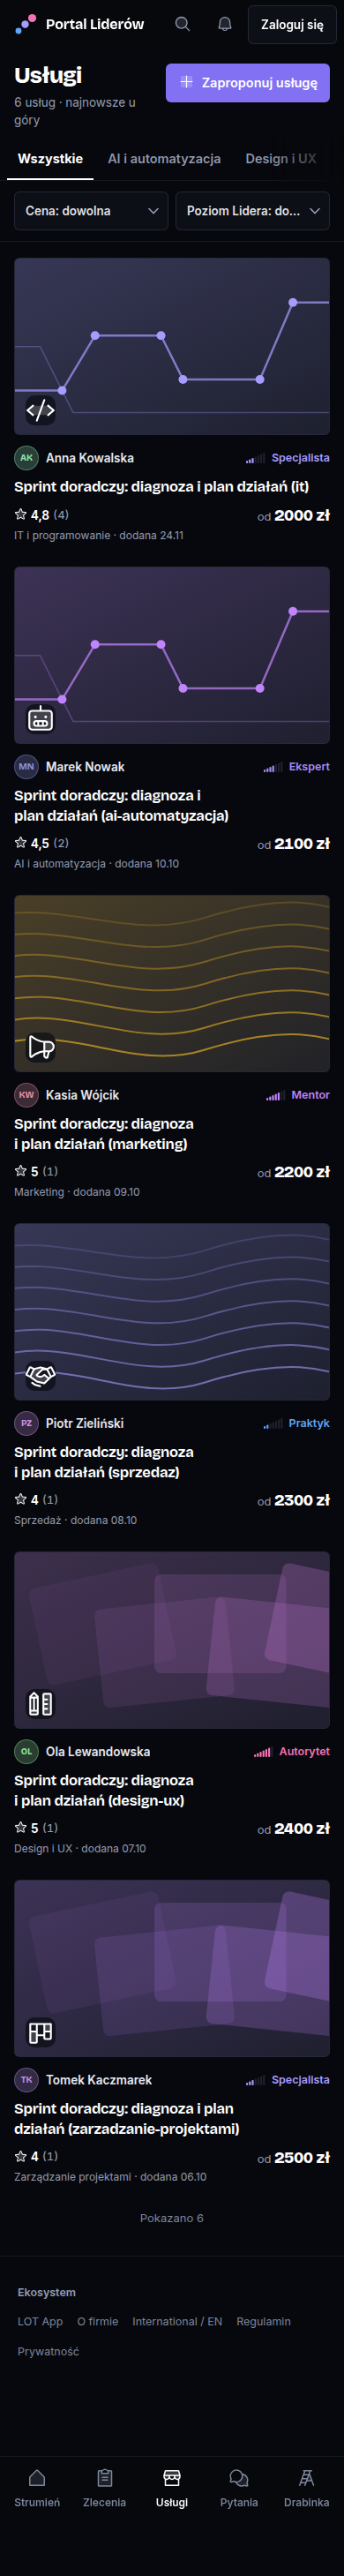 Portal Liderów
Zaloguj się
Usługi
6 usług · najnowsze u
góry
Zaproponuj usługę
Wszystkie
AI i automatyzacja
Design i UX
Cena: dowolna
Poziom Lidera: do...
AK
Anna Kowalska
Specjalista
Sprint doradczy: diagnoza i plan działań (it)
4,8 (4)
od 2000 zł
IT i programowanie · dodana 24.11
MN
Marek Nowak
Ekspert
Sprint doradczy: diagnoza i
plan działań (ai-automatyzacja)
4,5 (2)
od 2100 zł
AI i automatyzacja · dodana 10.10
KW
Kasia Wójcik
Mentor
Sprint doradczy: diagnoza
i plan działań (marketing)
5 (1)
od 2200 zł
Marketing · dodana 09.10
PZ
Piotr Zieliński
Praktyk
Sprint doradczy: diagnoza
i plan działań (sprzedaz)
4 (1)
od 2300 zł
Sprzedaż · dodana 08.10
OL
Ola Lewandowska
Autorytet
Sprint doradczy: diagnoza
i plan działań (design-ux)
5 (1)
od 2400 zł
Design i UX · dodana 07.10
TK
Tomek Kaczmarek
Specjalista
Sprint doradczy: diagnoza i plan
działań (zarzadzanie-projektami)
4 (1)
od 2500 zł
Zarządzanie projektami · dodana 06.10
Pokazano 6
Ekosystem
LOT App
O firmie
International / EN
Regulamin
Prywatność
Strumień
Zlecenia
Usługi
Pytania
Drabinka